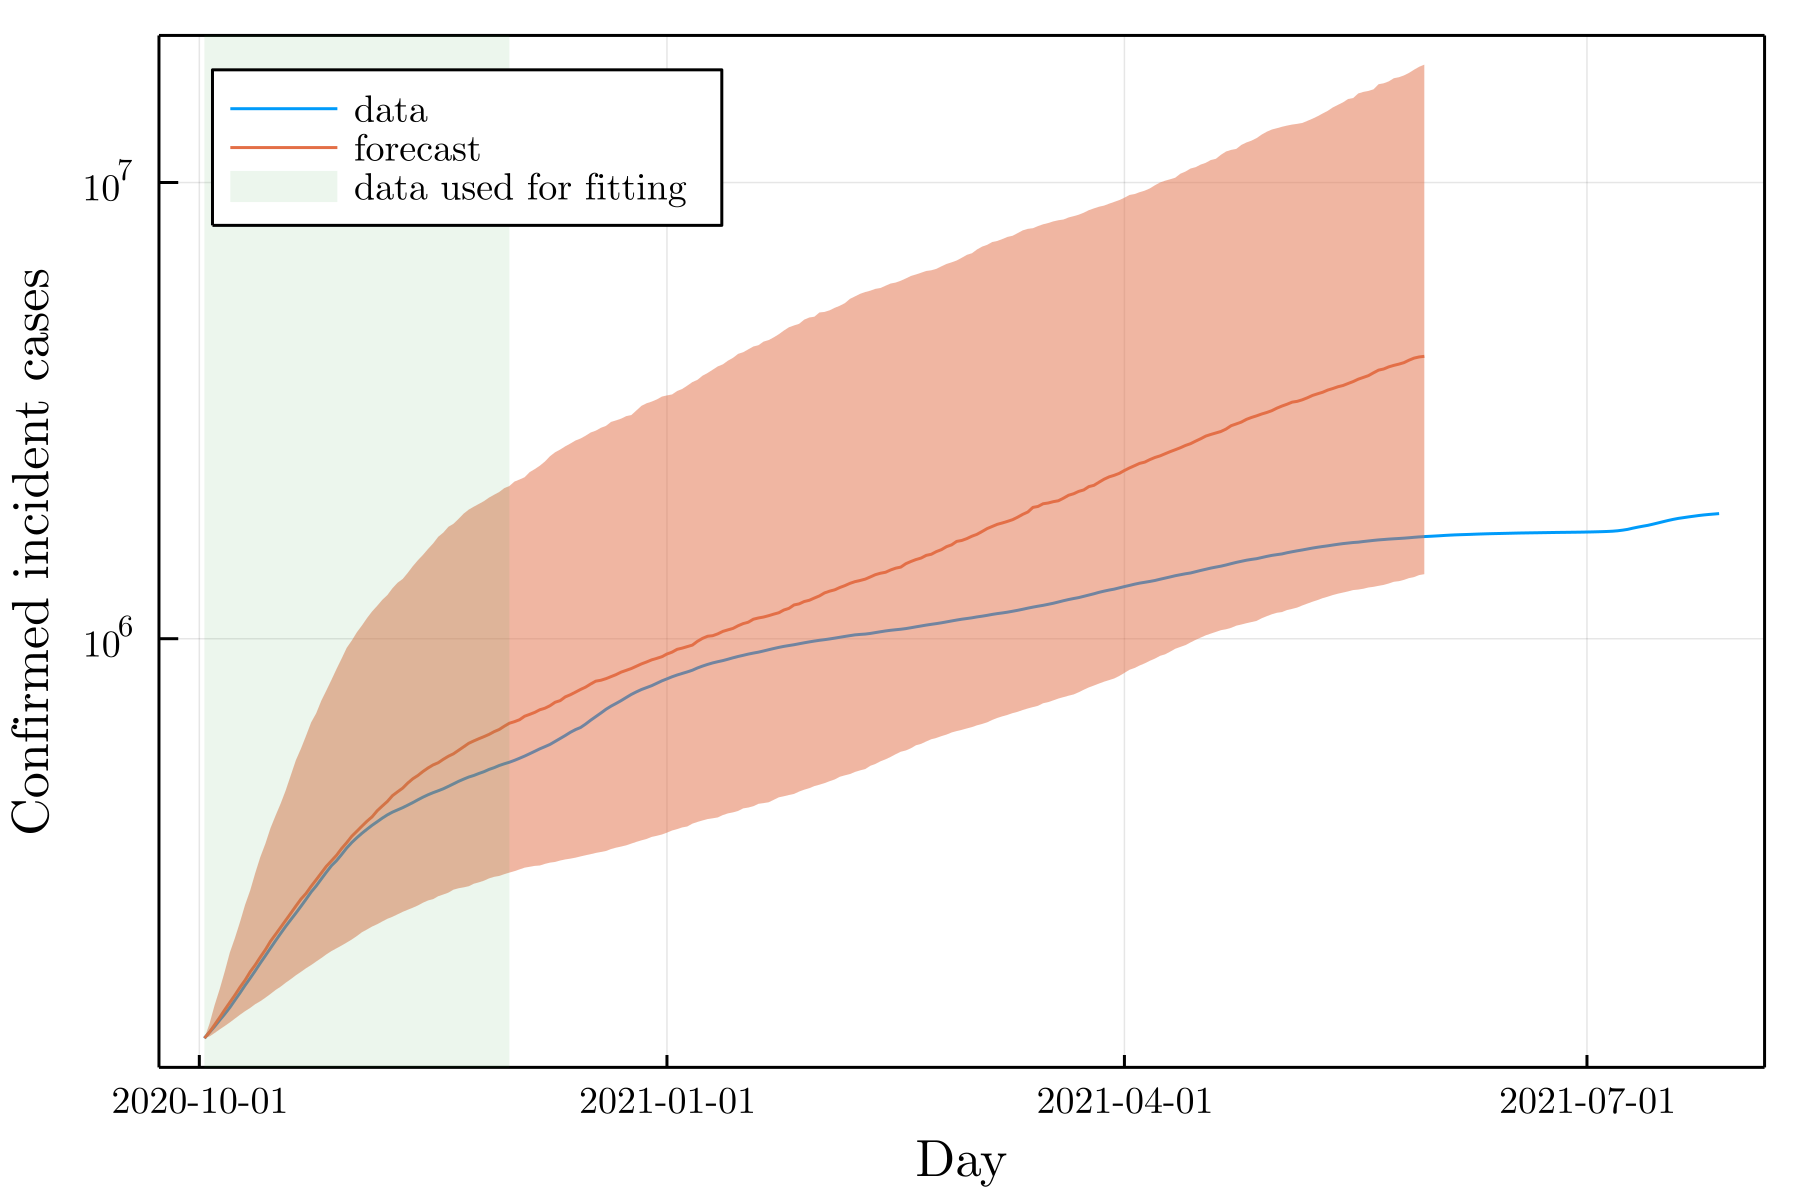 data
forecast
data used for fitting
10^7
10^6
Confirmed incident cases
2020-10-01
2021-01-01
2021-04-01
2021-07-01
Day